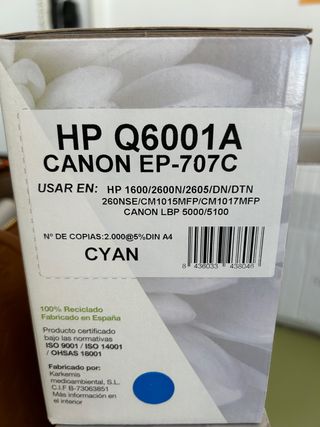 HP Q6001A
CANON EP-707C
USAR EN: HP 1600/2600N/2605/DN/DTN
260NSE/CM1015MFP/CM1017MFP
CANON LBP 5000/5100
Nº DE COPIAS:2.000@5%DIN A4
CYAN
8 436033 438046
100% Reciclado
Fabricado en España
Producto certificado
bajo las normativas
ISO 9001 / ISO 14001
/ OHSAS 18001
Fabricado por:
Karkemis
medioambiental, S.L.
C.I.F B-73063851
Más información en
el interior